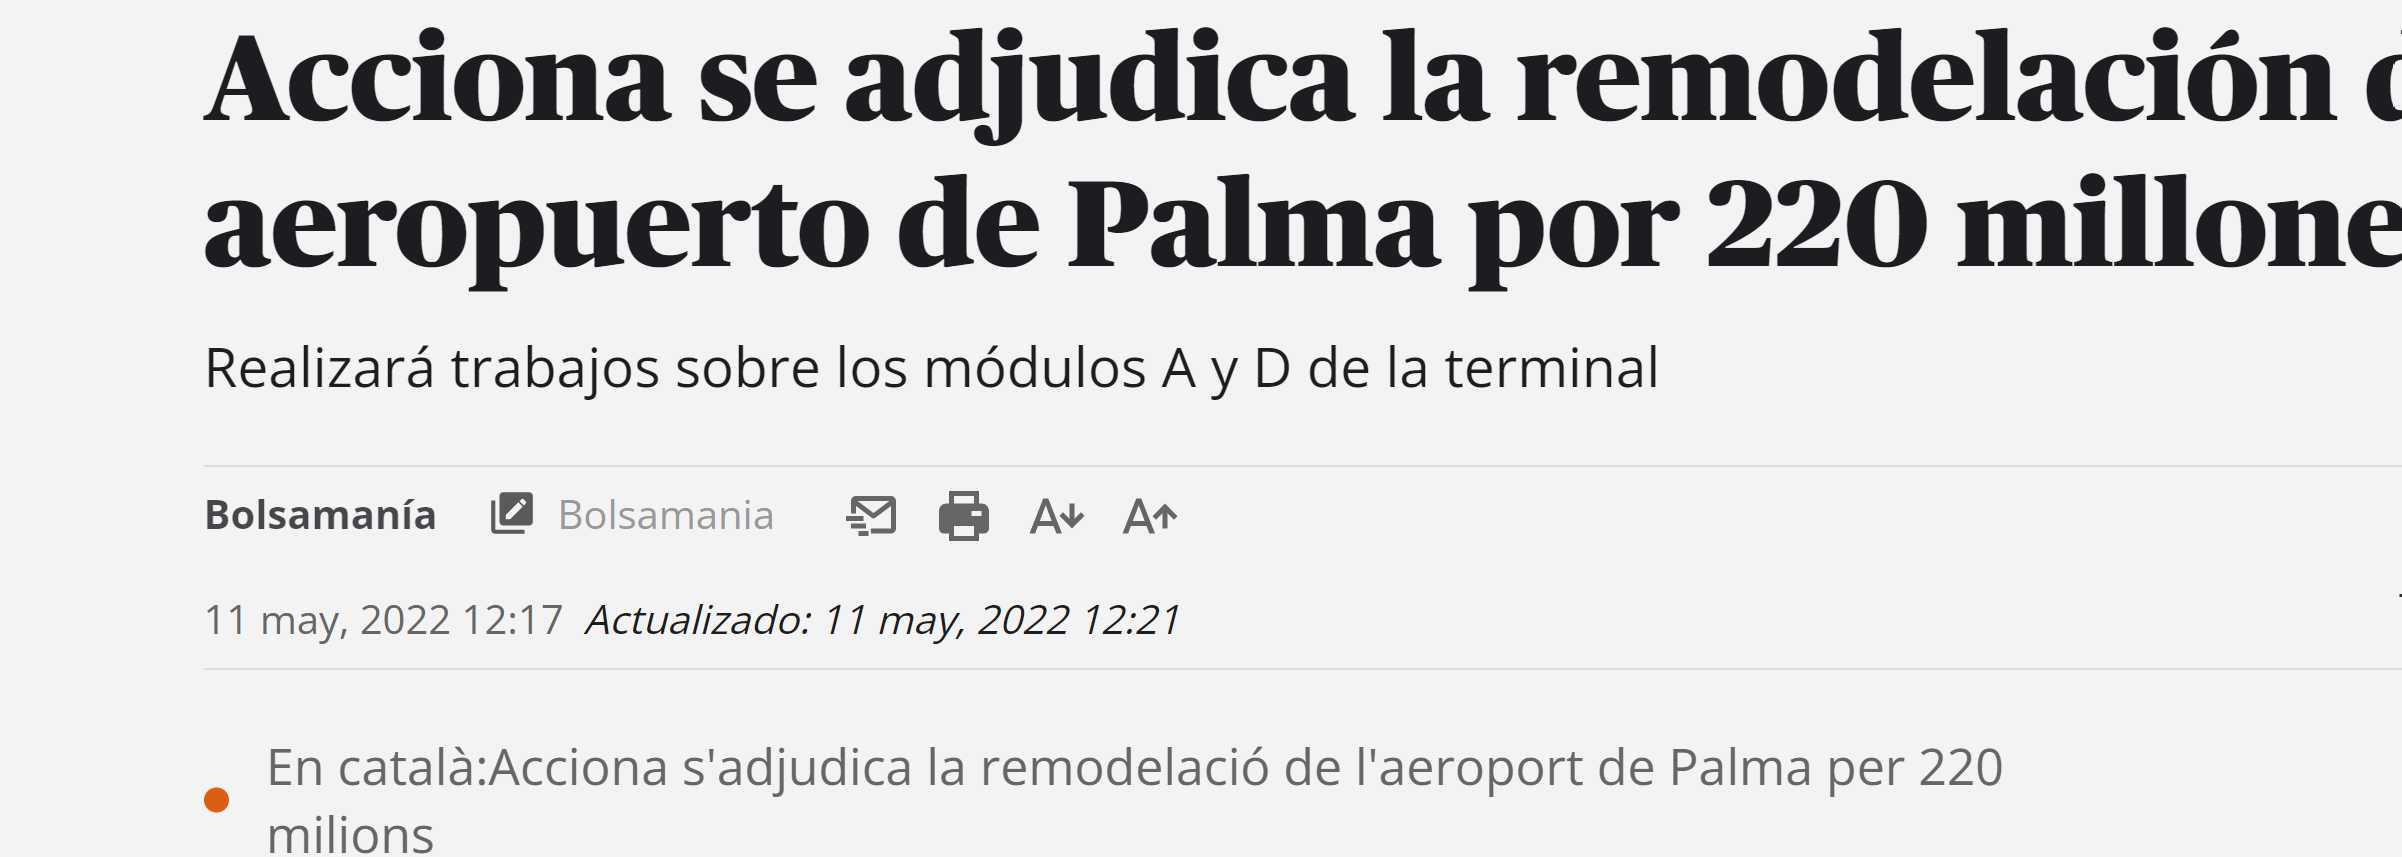 Acciona se adjudica la remodelación
aeropuerto de Palma por 220 millone
Realizará trabajos sobre los módulos A y D de la terminal
Bolsamanía Bolsamania A A
11 may, 2022 12:17 Actualizado: 11 may, 2022 12:21
En català:Acciona s'adjudica la remodelació de l'aeroport de Palma per 220
milions